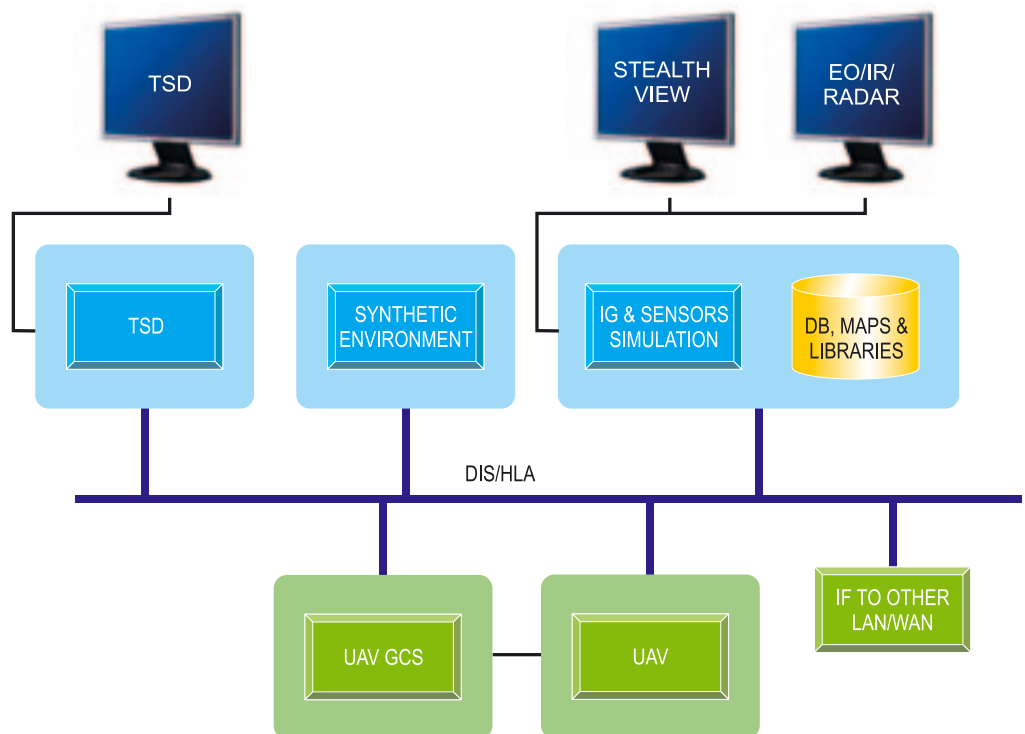 TSD
STEALTH
VIEW
EO/IR/
RADAR
TSD
SYNTHETIC
ENVIRONMENT
IG & SENSORS
SIMULATION
DB, MAPS &
LIBRARIES
DIS/HLA
UAV GCS
UAV
IF TO OTHER
LAN/WAN